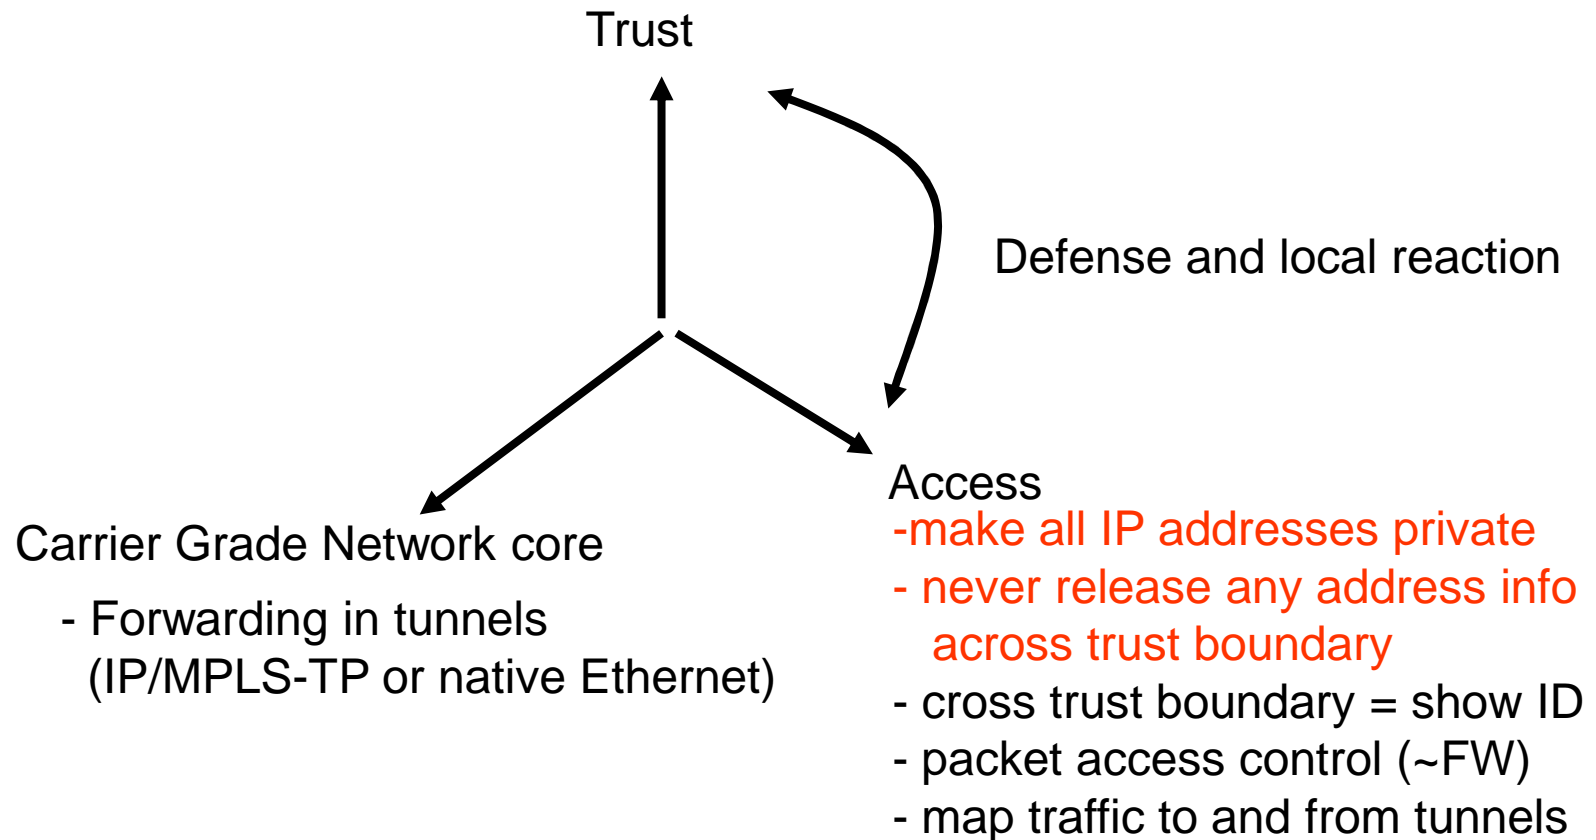 Trust
Defense and local reaction
Carrier Grade Network core
- Forwarding in tunnels
(IP/MPLS-TP or native Ethernet)
Access
-make all IP addresses private
- never release any address info
across trust boundary
- cross trust boundary = show ID
- packet access control (~FW)
- map traffic to and from tunnels